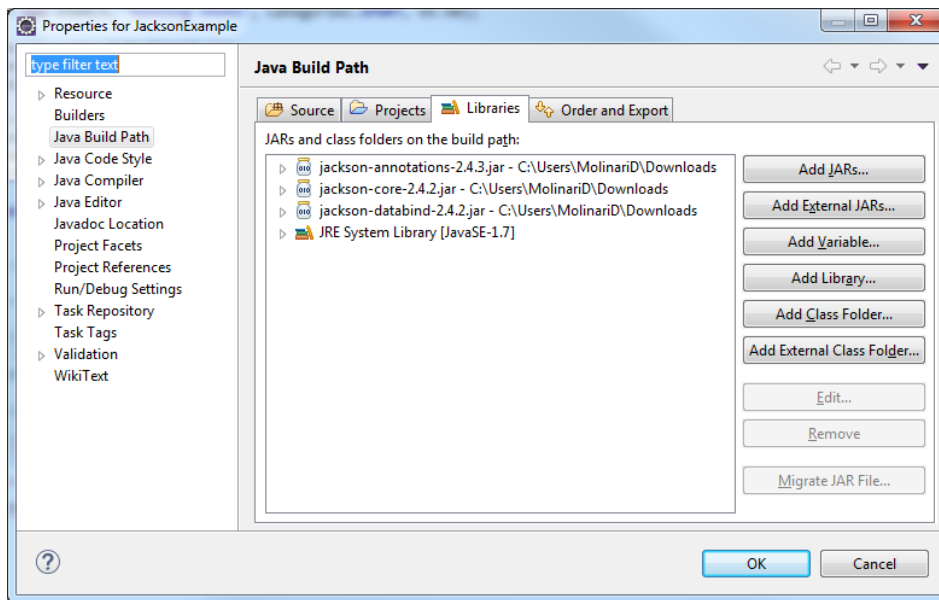 Properties for JacksonExample
type filter text
Resource
Builders
Java Build Path
Java Code Style
Java Compiler
Java Editor
Javadoc Location
Project Facets
Project References
Run/Debug Settings
Task Repository
Task Tags
Validation
WikiText
Java Build Path
Source Projects Libraries Order and Export
JARs and class folders on the build path:
jackson-annotations-2.4.3.jar - C:\Users\MolinariD\Downloads
jackson-core-2.4.2.jar - C:\Users\MolinariD\Downloads
jackson-databind-2.4.2.jar - C:\Users\MolinariD\Downloads
JRE System Library [JavaSE-1.7]
Add JARs...
Add External JARs...
Add Variable...
Add Library...
Add Class Folder...
Add External Class Folder...
Edit...
Remove
Migrate JAR File...
OK Cancel